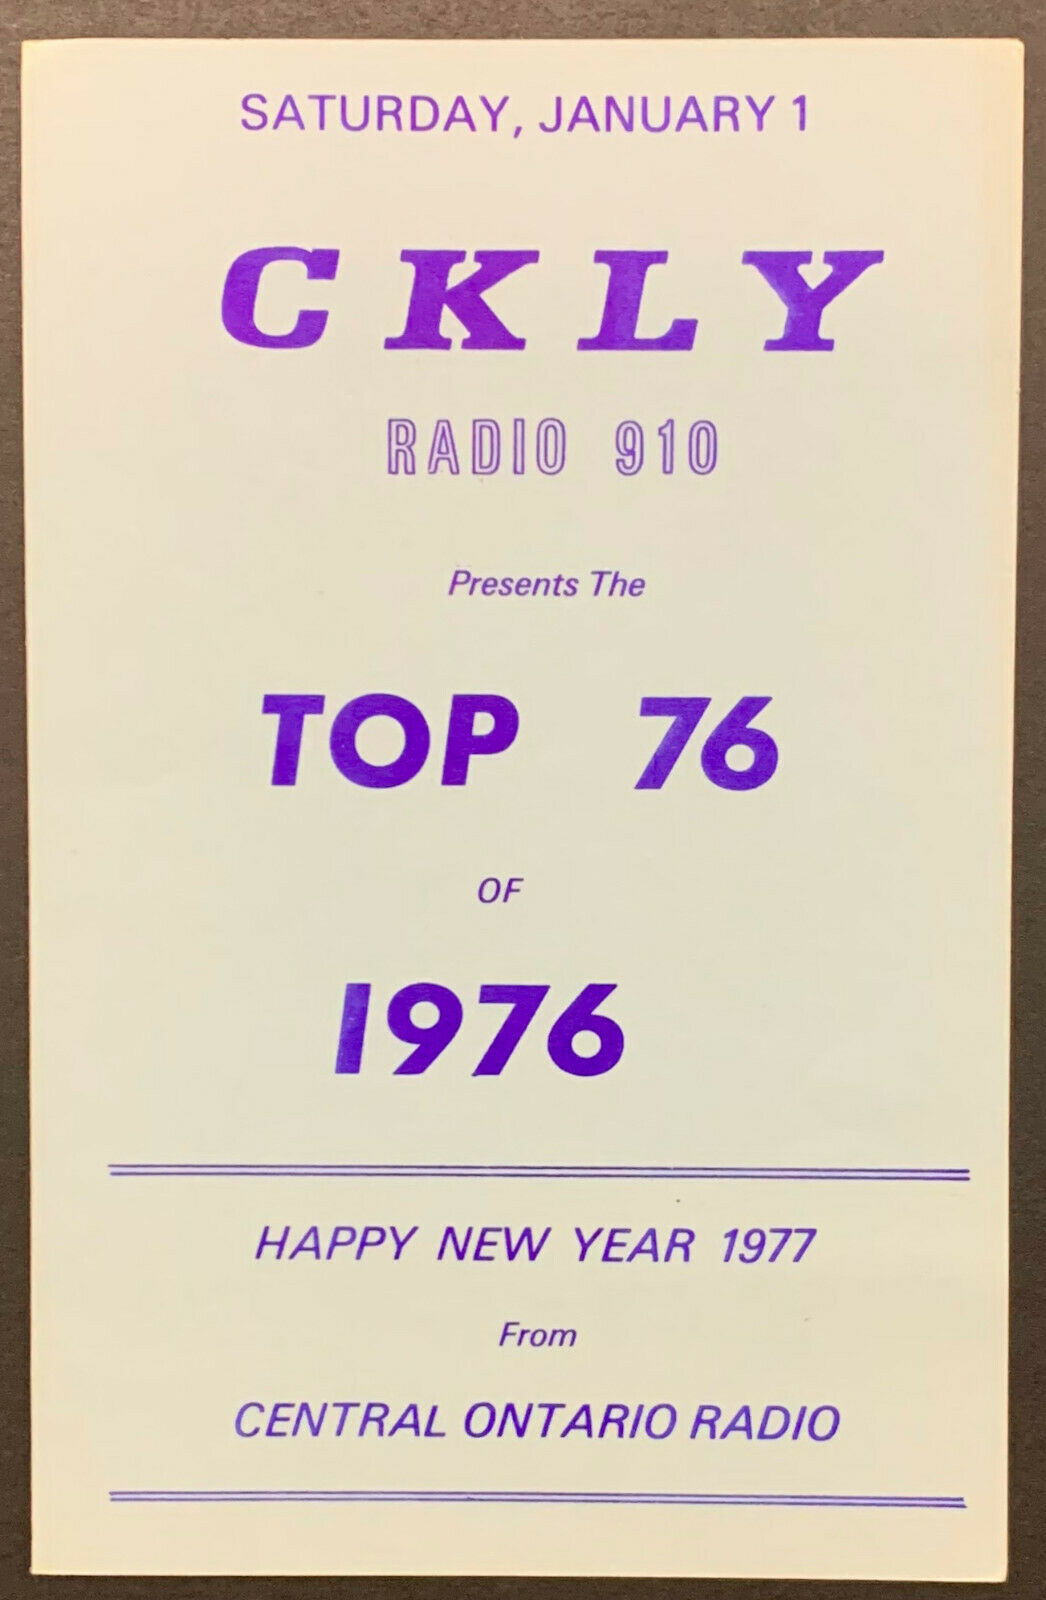 SATURDAY, JANUARY 1
CKLY
RADIO 910
Presents The
TOP 76
OF
1976
HAPPY NEW YEAR 1977
From
CENTRAL ONTARIO RADIO